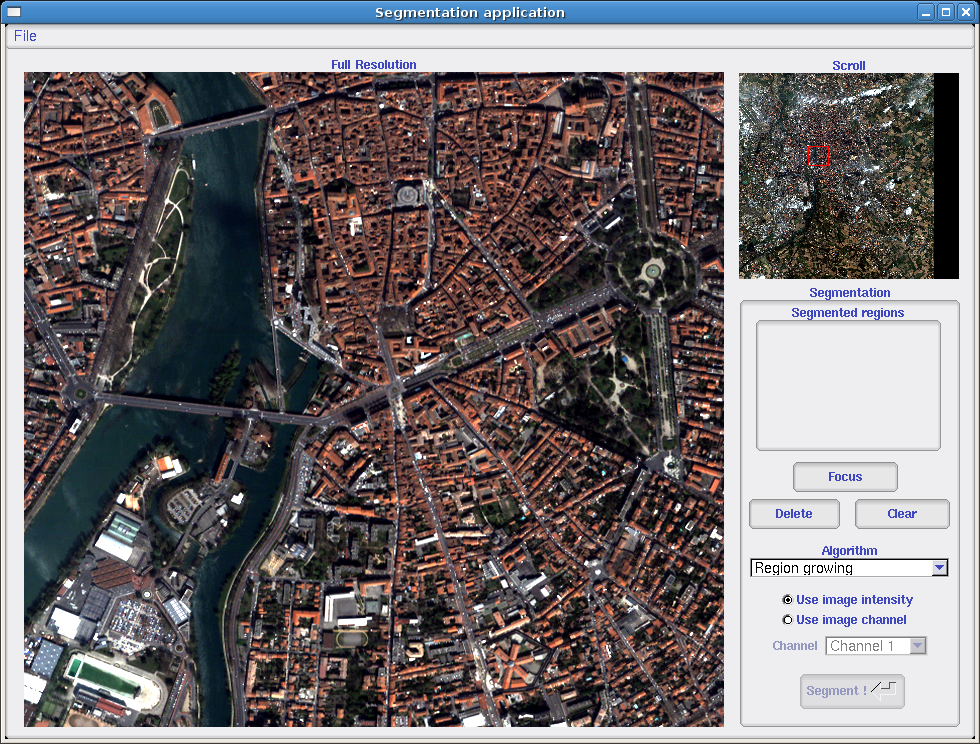 Segmentation application
File
Full Resolution
Scroll
Segmentation
Segmented regions
Focus
Delete Clear
Algorithm
Region growing
Use image intensity
Use image channel
Channel Channel 1
Segment !